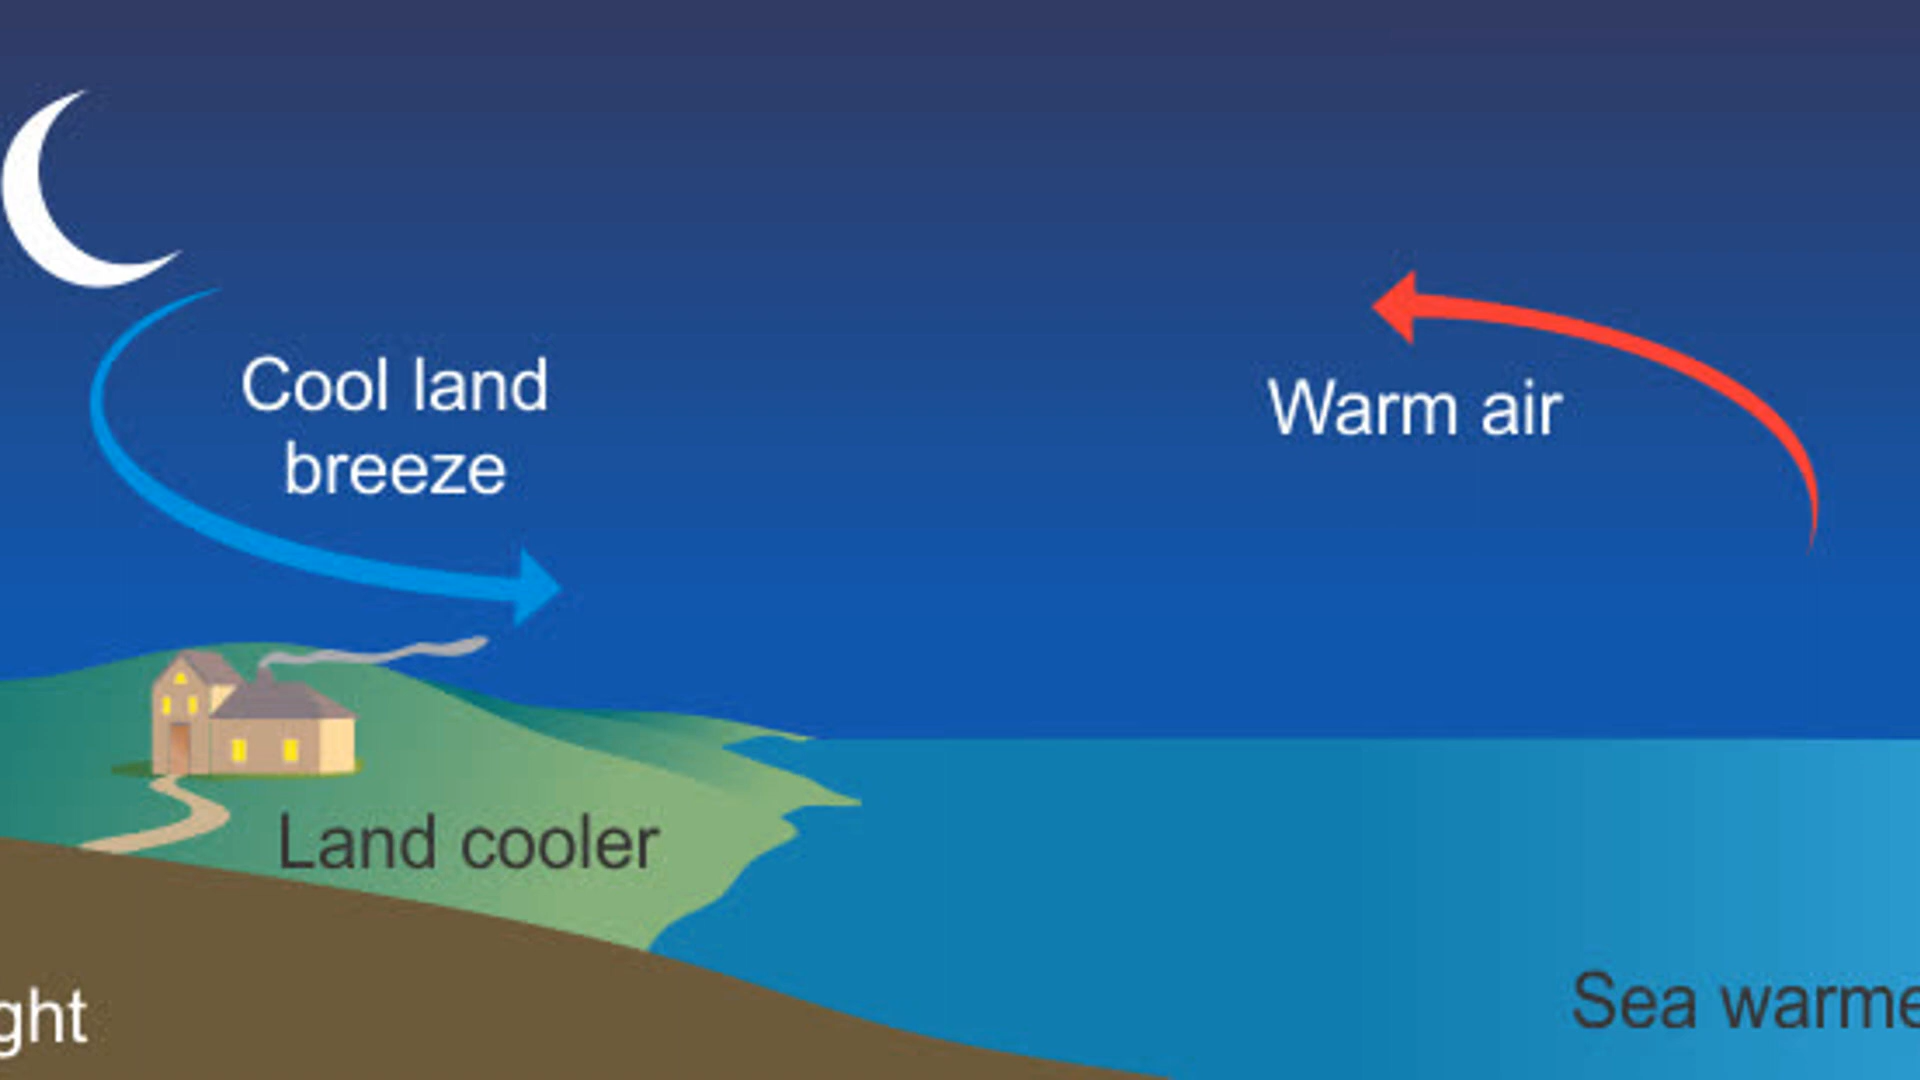 Cool land
breeze
Warm air
Land cooler
ght
Sea warme